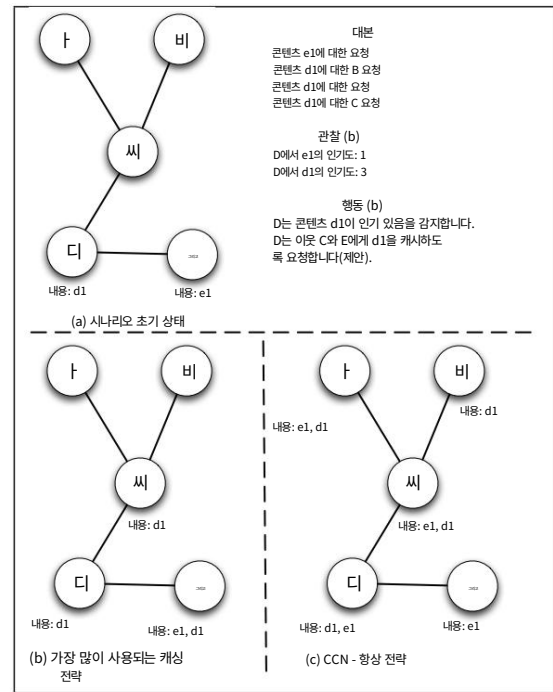 ㅏ
비
대본
콘텐츠 e1에 대한 요청
콘텐츠 d1에 대한 B 요청
콘텐츠 d1에 대한 요청
콘텐츠 d1에 대한 C 요청
씨
관찰 (b)
D에서 e1의 인기도: 1
D에서 d1의 인기도: 3
행동 (b)
D는 콘텐츠 d1이 인기 있음을 감지합니다.
D는 이웃 C와 E에게 d1을 캐시하도
록 요청합니다(제안).
디
내용: d1
내용: e1
(a) 시나리오 초기 상태
ㅏ
비
씨
내용: d1
디
내용: d1
내용: e1, d1
(b) 가장 많이 사용되는 캐싱
전략
ㅏ
비
내용: d1
내용: e1, d1
씨
내용: e1, d1
디
내용: d1, e1
내용: e1
(c) CCN - 항상 전략